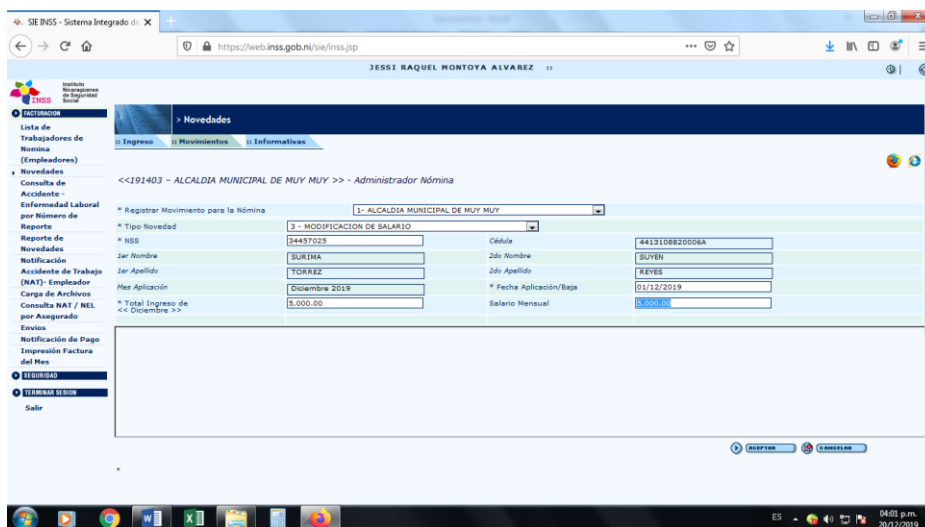 SIE INSS - Sistema Integrado de
https://web.inss.gob.ni/sie/inss.jsp
JESSI RAQUEL MONTOYA ALVAREZ ::
Instituto
Nicaragüense
de Seguridad
Social
INSS
FACTURACION
Lista de
Trabajadores de
Nomina
(Empleadores)
Novedades
Consulta de
Accidente -
Enfermedad Laboral
por Número de
Reporte
Reporte de
Novedades
Notificación
Accidente de Trabajo
(NAT)- Empleador
Carga de Archivos
Consulta NAT / NEL
por Asegurado
Envios
Notificación de Pago
Impresión Factura
del Mes
SEGURIDAD
TERMINAR SESION
Salir
> Novedades
:: Ingreso :: Movimientos :: Informativas
<<191403 - ALCALDIA MUNICIPAL DE MUY MUY >> - Administrador Nómina
* Registrar Movimiento para la Nómina 1- ALCALDIA MUNICIPAL DE MUY MUY
* Tipo Novedad 3 - MODIFICACION DE SALARIO
* NSS 34457025 Cédula 4413108820006A
1er Nombre SURIMA 2do Nombre SUYEN
1er Apellido TORREZ 2do Apellido REYES
Mes Aplicación Diciembre 2019 * Fecha Aplicación/Baja 01/12/2019
* Total Ingreso de
<< Diciembre >> 5.000.00 Salario Mensual 5.000.00
ACEPTAR CANCELAR
*
ES 04:01 p.m.
20/12/2019